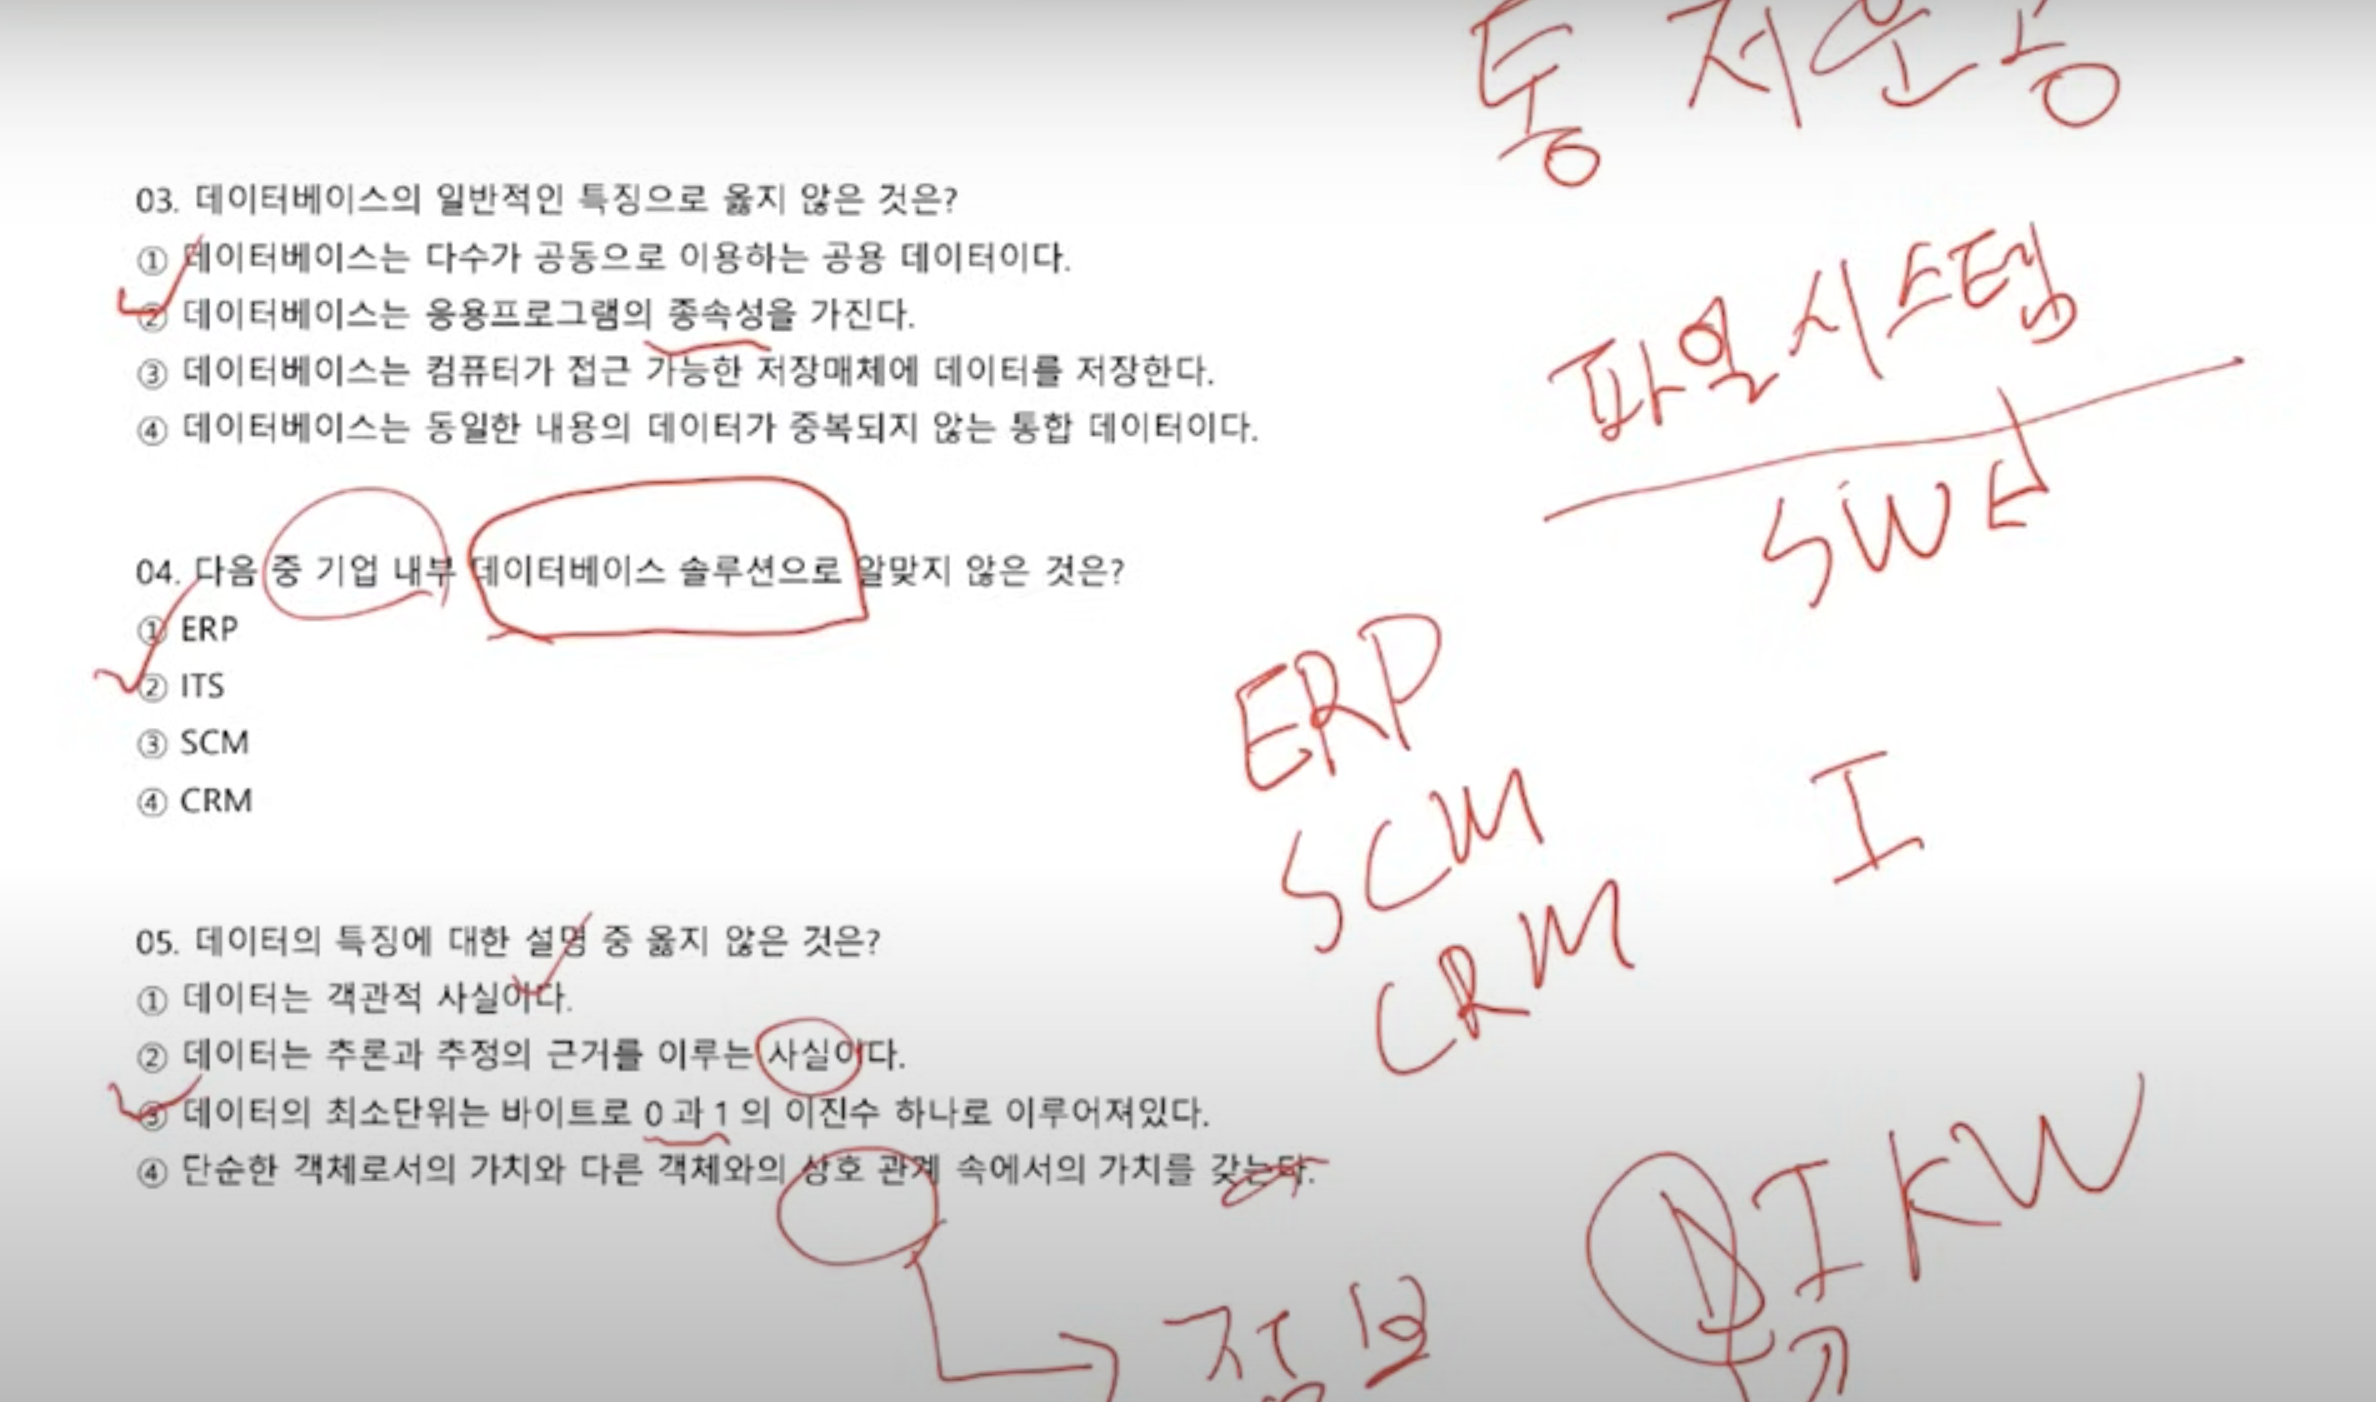 통 저 운 공
03. 데이터베이스의 일반적인 특징으로 옳지 않은 것은?
① 데이터베이스는 다수가 공동으로 이용하는 공용 데이터이다.
② 데이터베이스는 응용프로그램의 종속성을 가진다.
③ 데이터베이스는 컴퓨터가 접근 가능한 저장매체에 데이터를 저장한다.
④ 데이터베이스는 동일한 내용의 데이터가 중복되지 않는 통합 데이터이다.
파일시스템
SW
04. 다음 중 기업 내부 데이터베이스 솔루션으로 알맞지 않은 것은?
① ERP
② ITS
③ SCM
④ CRM
ERP
SCM
CRM
I
05. 데이터의 특징에 대한 설명 중 옳지 않은 것은?
① 데이터는 객관적 사실이다.
② 데이터는 추론과 추정의 근거를 이루는 사실이다.
③ 데이터의 최소단위는 바이트로 0과 1의 이진수 하나로 이루어져있다.
④ 단순한 객체로서의 가치와 다른 객체와의 상호 관계 속에서의 가치를 갖는다.
DIKW
정보